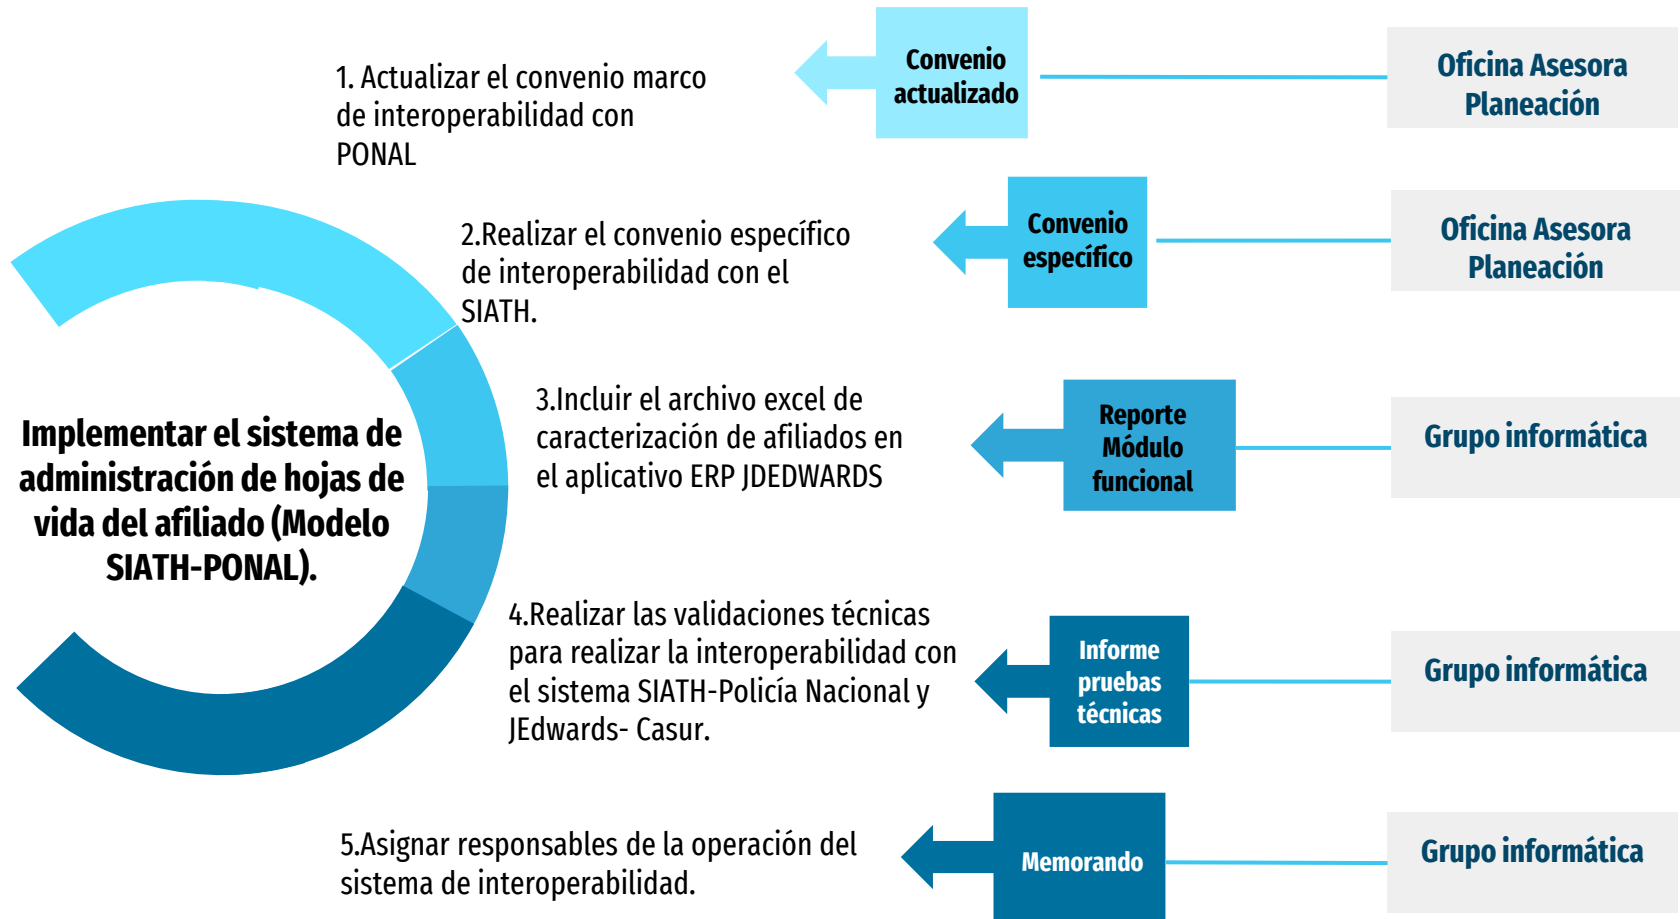 1. Actualizar el convenio marco
de interoperabilidad con
PONAL
Convenio
actualizado
Oficina Asesora
Planeación
2.Realizar el convenio específico
de interoperabilidad con el
SIATH.
Convenio
específico
Oficina Asesora
Planeación
Implementar el sistema de
administración de hojas de
vida del afiliado (Modelo
SIATH-PONAL).
3.Incluir el archivo excel de
caracterización de afiliados en
el aplicativo ERP JDEDWARDS
Reporte
Módulo
funcional
Grupo informática
4.Realizar las validaciones técnicas
para realizar la interoperabilidad con
el sistema SIATH-Policía Nacional y
JEdwards- Casur.
Informe
pruebas
técnicas
Grupo informática
5.Asignar responsables de la operación del
sistema de interoperabilidad.
Memorando
Grupo informática